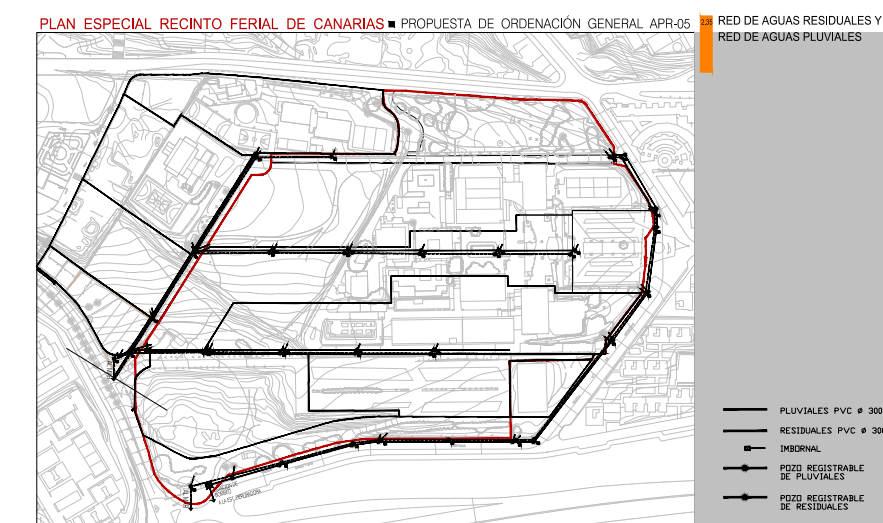 PLAN ESPECIAL RECINTO FERIAL DE CANARIAS ■ PROPUESTA DE ORDENACIÓN GENERAL APR-05
2.35
RED DE AGUAS RESIDUALES Y
RED DE AGUAS PLUVIALES
PLUVIALES PVC ø 300
RESIDUALES PVC ø 300
IMBORNAL
POZO REGISTRABLE
DE PLUVIALES
POZO REGISTRABLE
DE RESIDUALES